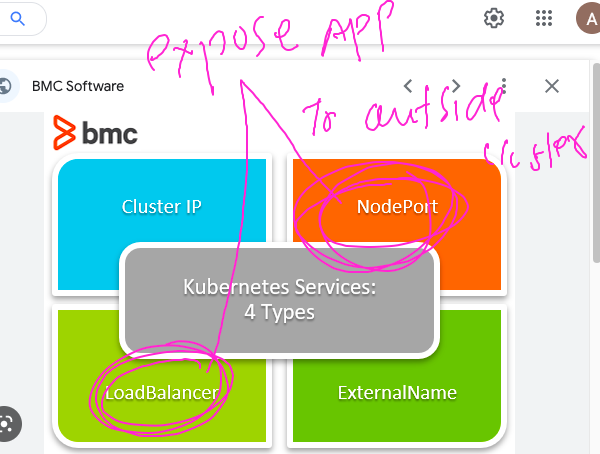 A
expose APP
BMC Software
To outside
cluster
bmc
Cluster IP
NodePort
Kubernetes Services:
4 Types
LoadBalancer
ExternalName